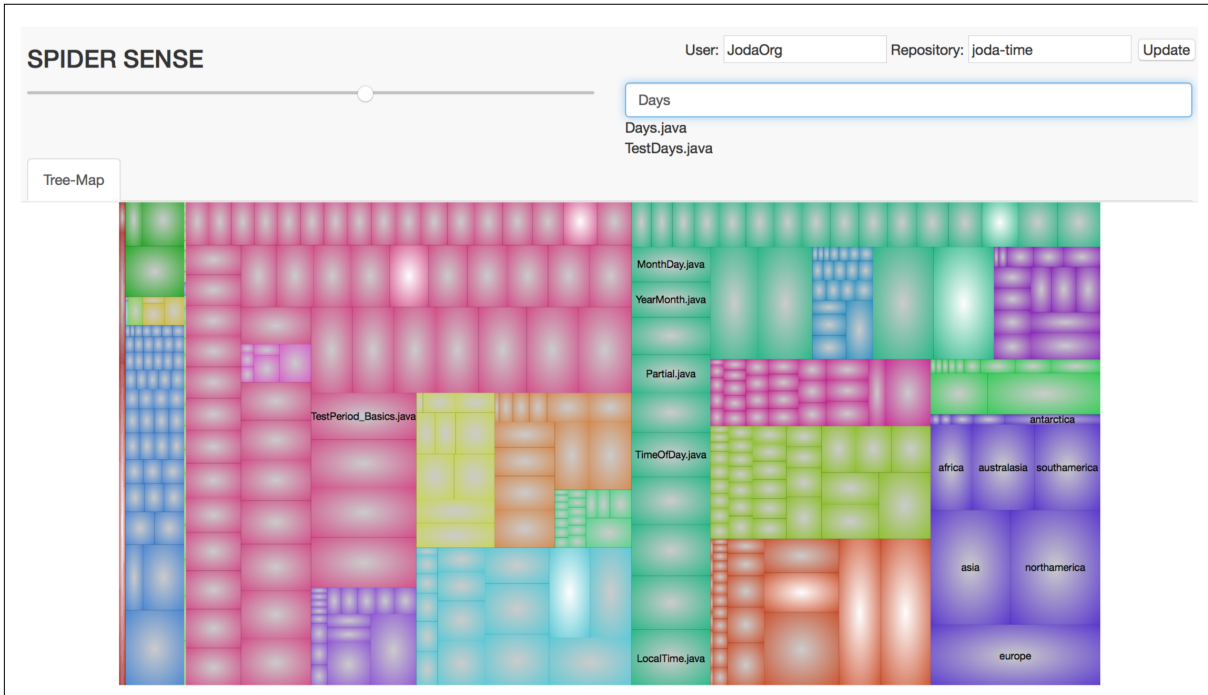 SPIDER SENSE
User: JodaOrg Repository: joda-time Update
Days
Days.java
TestDays.java
Tree-Map
MonthDay.java
YearMonth.java
Partial.java
TestPeriod_Basics.java
antarctica
TimeOfDay.java
africa australasia southamerica
asia northamerica
LocalTime.java
europe